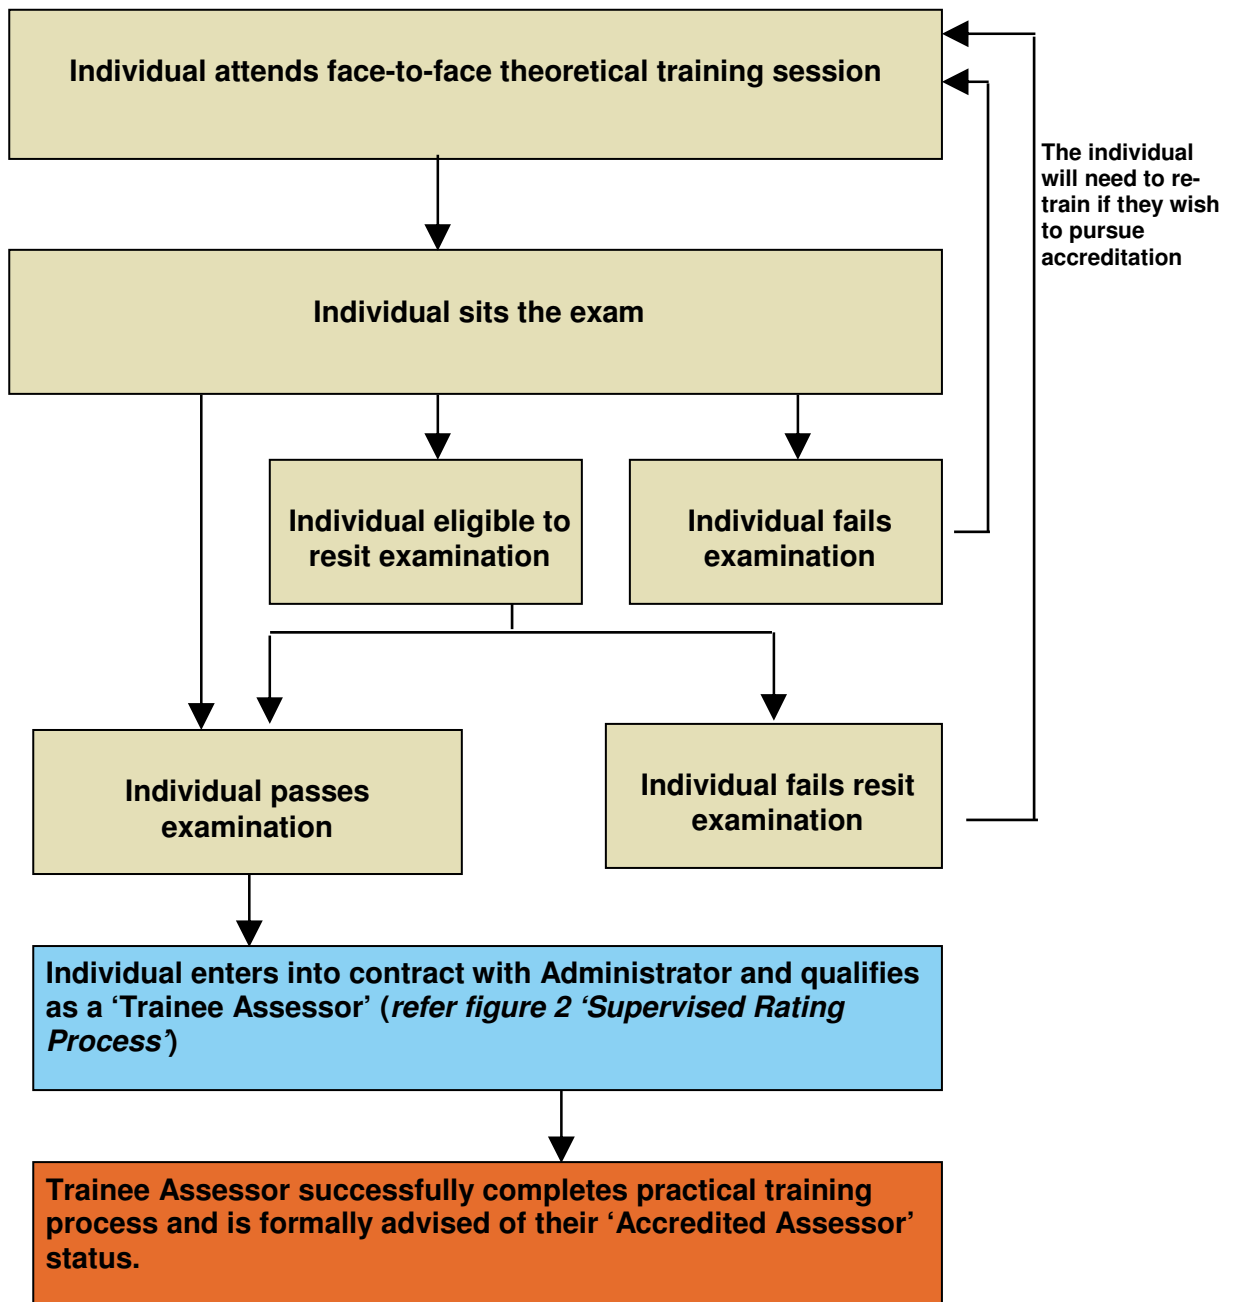 Individual attends face-to-face theoretical training session
The individual
will need to re-
train if they wish
to pursue
accreditation
Individual sits the exam
Individual eligible to
resit examination
Individual fails
examination
Individual passes
examination
Individual fails resit
examination
Individual enters into contract with Administrator and qualifies
as a ‘Trainee Assessor’ (refer figure 2 ‘Supervised Rating
Process’)
Trainee Assessor successfully completes practical training
process and is formally advised of their ‘Accredited Assessor’
status.